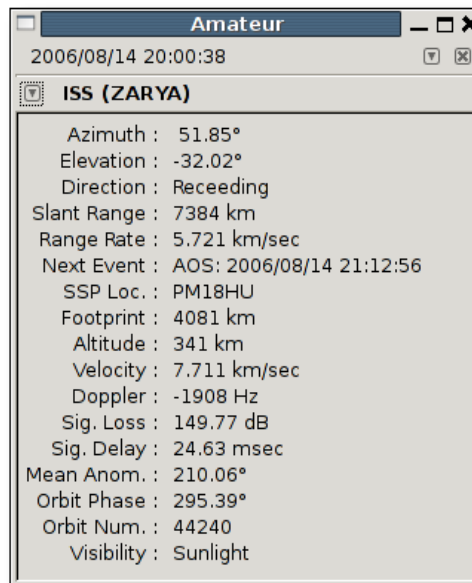 Amateur
2006/08/14 20:00:38
ISS (ZARYA)
Azimuth : 51.85°
Elevation : -32.02°
Direction : Receeding
Slant Range : 7384 km
Range Rate : 5.721 km/sec
Next Event : AOS: 2006/08/14 21:12:56
SSP Loc. : PM18HU
Footprint : 4081 km
Altitude : 341 km
Velocity : 7.711 km/sec
Doppler : -1908 Hz
Sig. Loss : 149.77 dB
Sig. Delay : 24.63 msec
Mean Anom. : 210.06°
Orbit Phase : 295.39°
Orbit Num. : 44240
Visibility : Sunlight